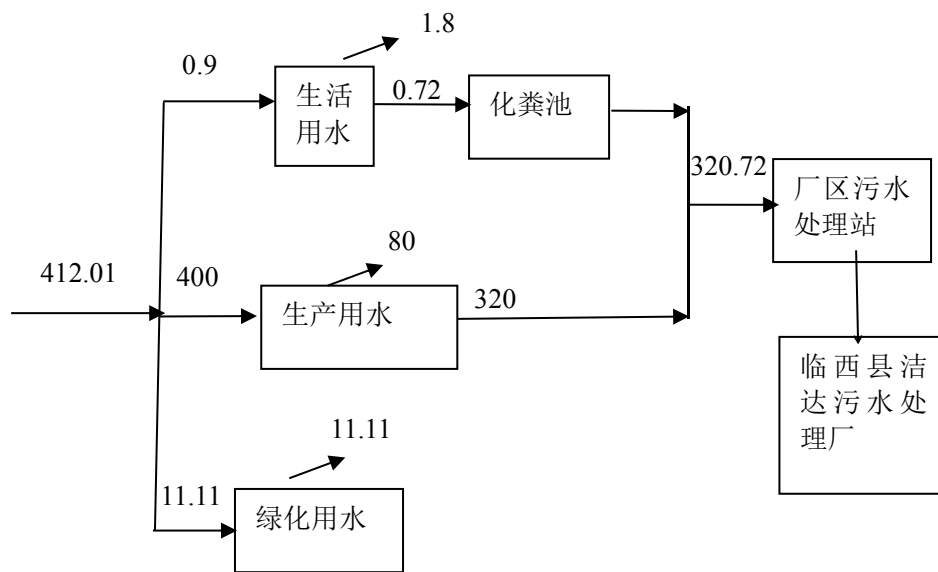 1.8
0.9
生活
用水
0.72
化粪池
320.72
厂区污水
处理站
412.01
400
80
生产用水
320
临西县洁
达污水处
理厂
11.11
11.11
绿化用水